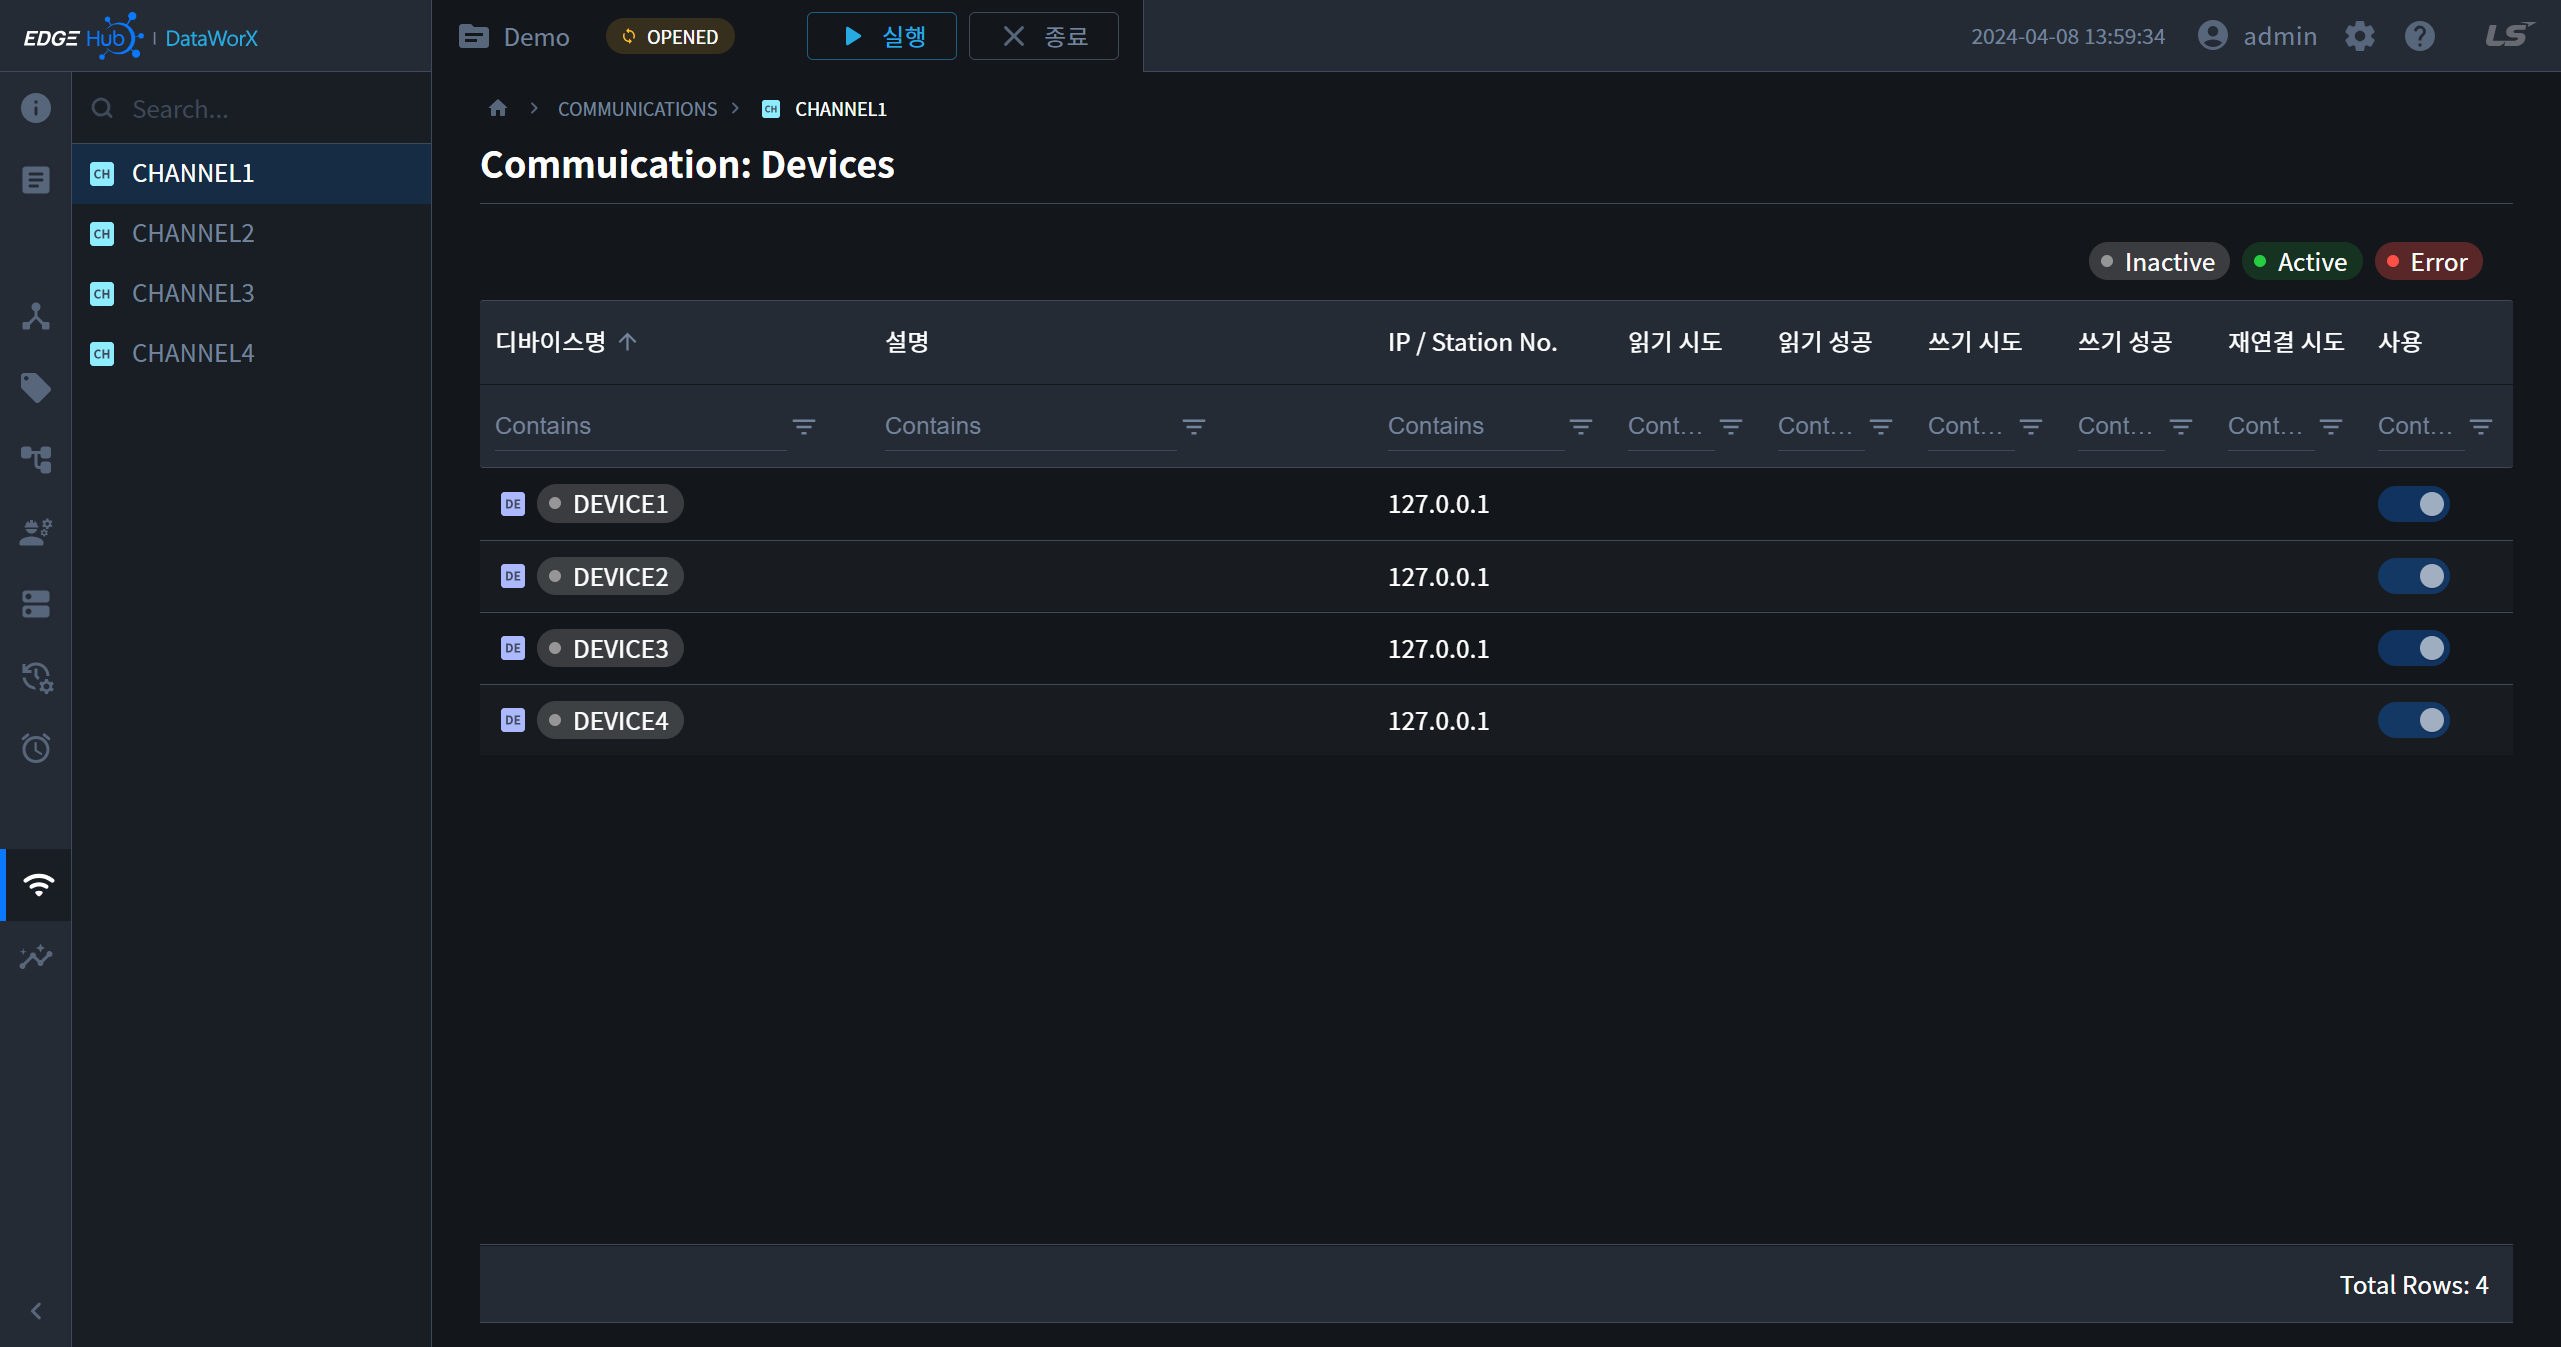 EDGE Hub | DataWorX
Demo
OPENED
실행
종료
2024-04-08 13:59:34
admin
LS
Search...
CH CHANNEL1
CH CHANNEL2
CH CHANNEL3
CH CHANNEL4
COMMUNICATIONS > CH CHANNEL1
Commuication: Devices
Inactive Active Error
디바이스명 설명 IP / Station No. 읽기 시도 읽기 성공 쓰기 시도 쓰기 성공 재연결 시도 사용
Contains Contains Contains Cont... Cont... Cont... Cont... Cont... Cont...
DE DEVICE1 127.0.0.1
DE DEVICE2 127.0.0.1
DE DEVICE3 127.0.0.1
DE DEVICE4 127.0.0.1
Total Rows: 4